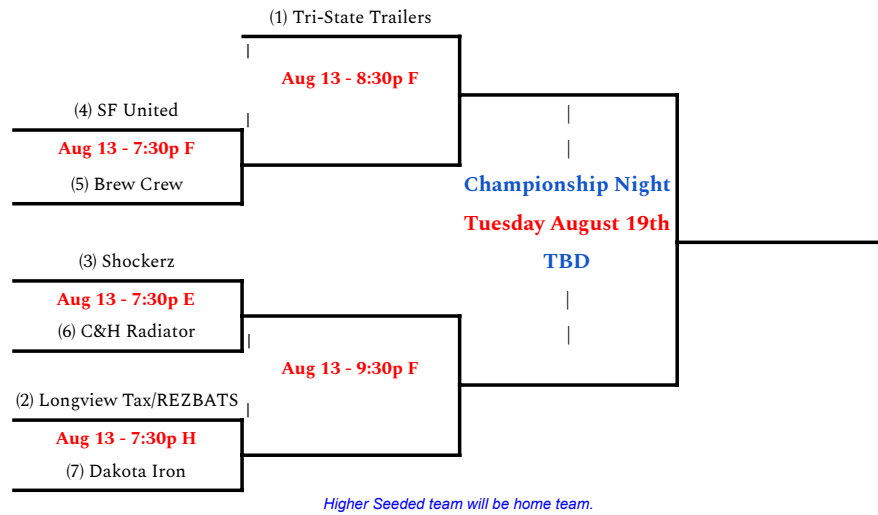 (1) Tri-State Trailers
Aug 13 - 8:30p F
(4) SF United
Aug 13 - 7:30p F
(5) Brew Crew
Championship Night
Tuesday August 19th
TBD
(3) Shockerz
Aug 13 - 7:30p E
(6) C&H Radiator
Aug 13 - 9:30p F
(2) Longview Tax/REZBATS
Aug 13 - 7:30p H
(7) Dakota Iron
Higher Seeded team will be home team.